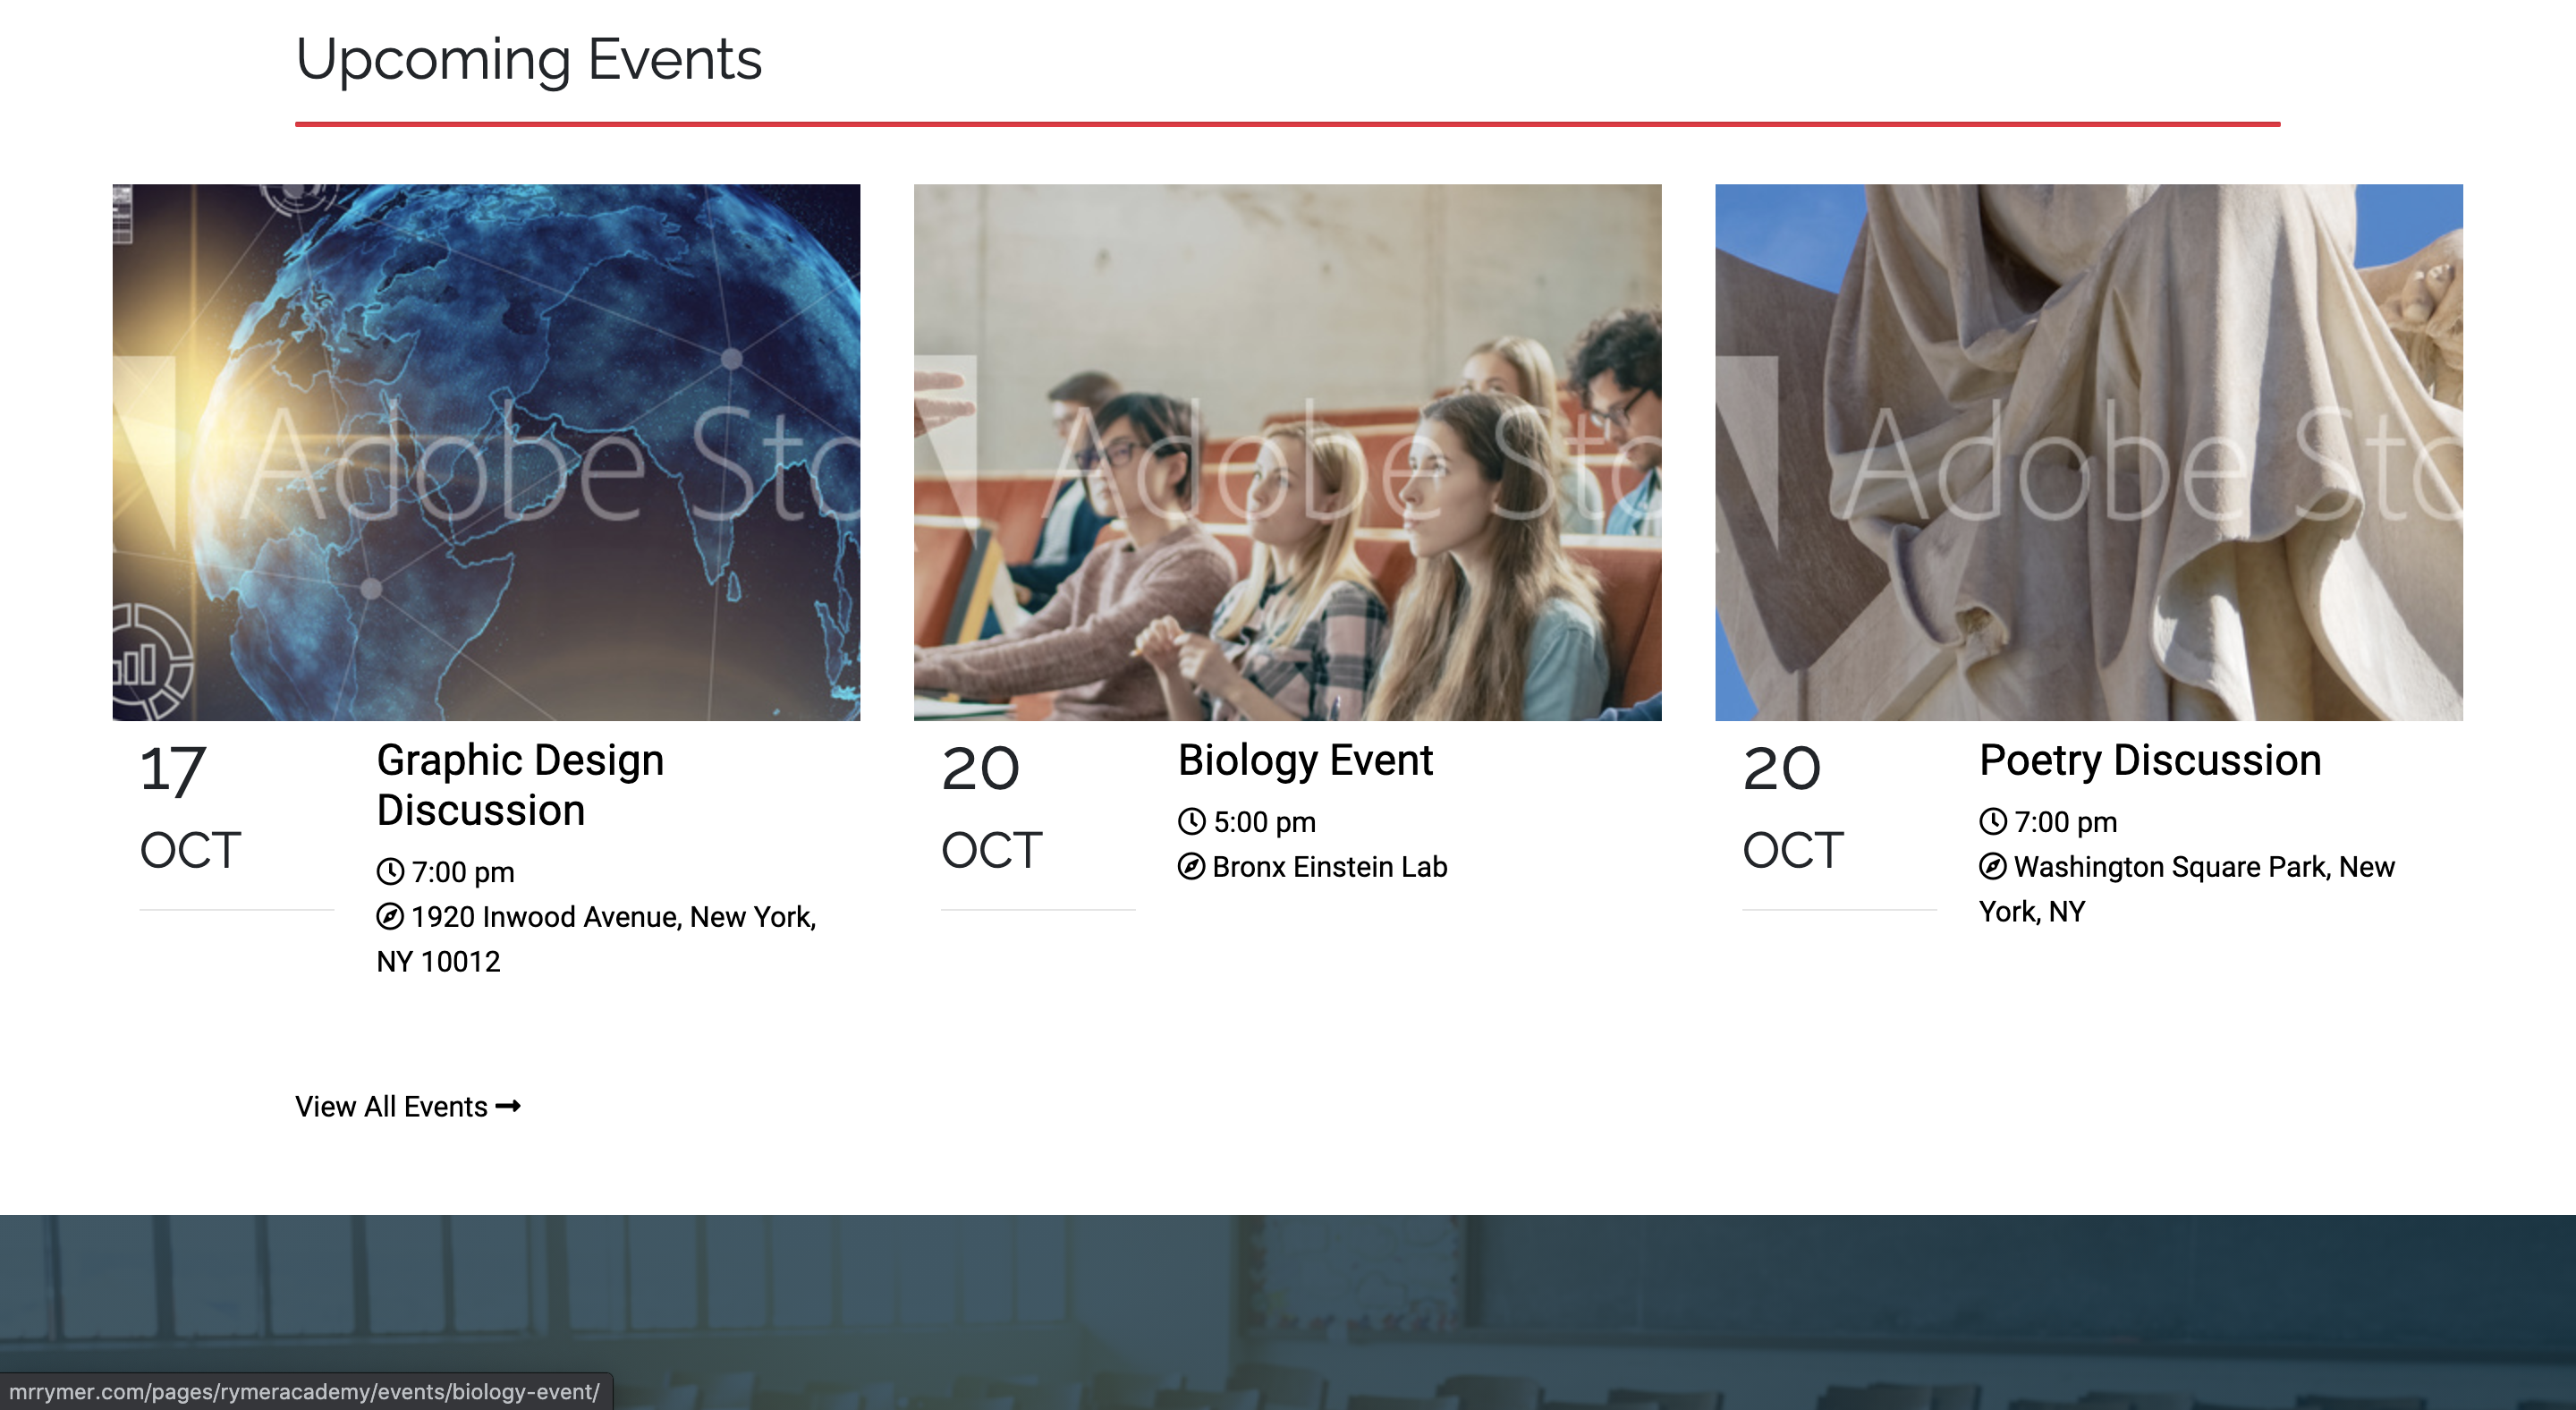 Upcoming Events
Adobe Sto
Adobe Sto
Adobe Sto
17
OCT
Graphic Design
Discussion
7:00 pm
1920 Inwood Avenue, New York,
NY 10012
20
OCT
Biology Event
5:00 pm
Bronx Einstein Lab
20
OCT
Poetry Discussion
7:00 pm
Washington Square Park, New
York, NY
View All Events
mrrymer.com/pages/rymeracademy/events/biology-event/